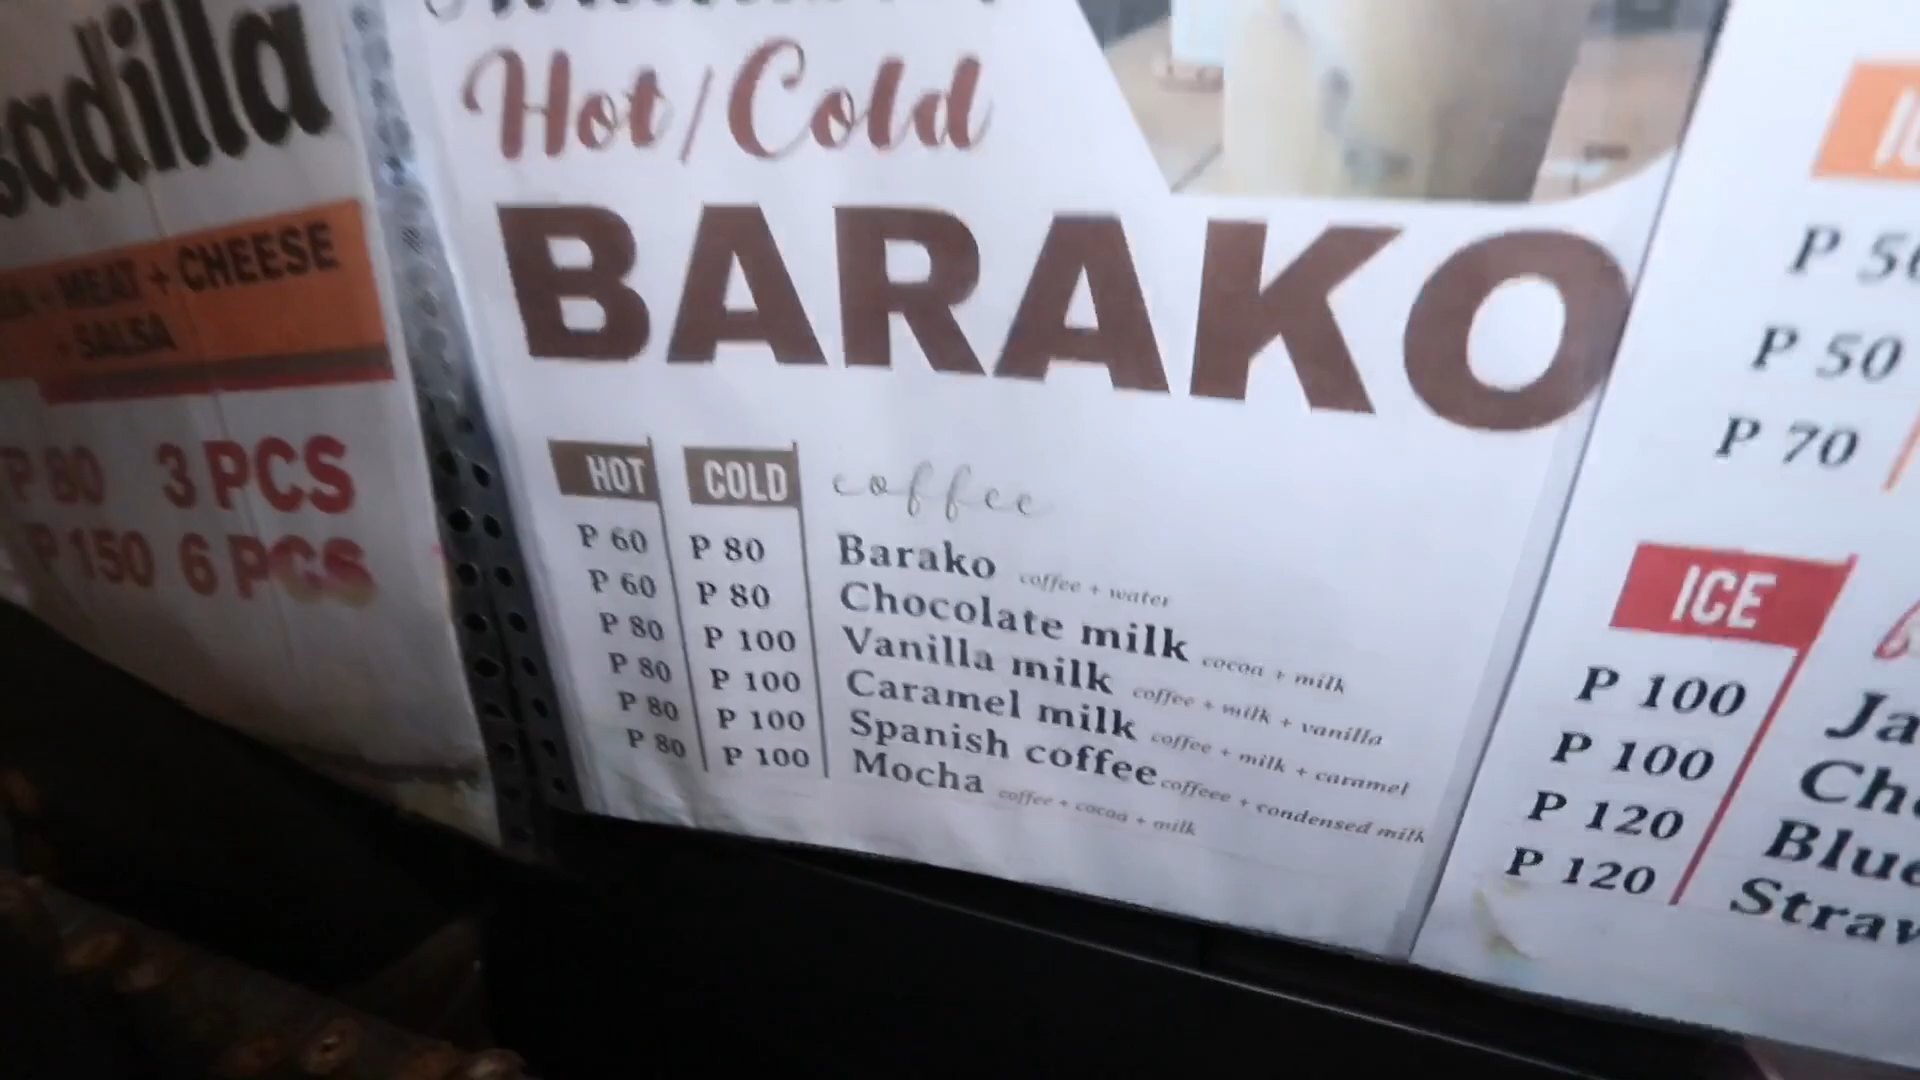 sadilla
MEAT + CHEESE
+ SALSA
P 80 3 PCS
P 150 6 PCS
Hot/Cold
BARAKO
HOT COLD coffee
P 60 P 80 Barako coffee + water
P 60 P 80 Chocolate milk cocoa + milk
P 80 P 100 Vanilla milk coffee + milk + vanilla
P 80 P 100 Caramel milk coffee + milk + caramel
P 80 P 100 Spanish coffee coffeee + condensed milk
P 80 P 100 Mocha coffee + cocoa + milk
P 50
P 70
ICE
P 100 Ja
P 100 Ch
P 120 Blue
P 120 Straw